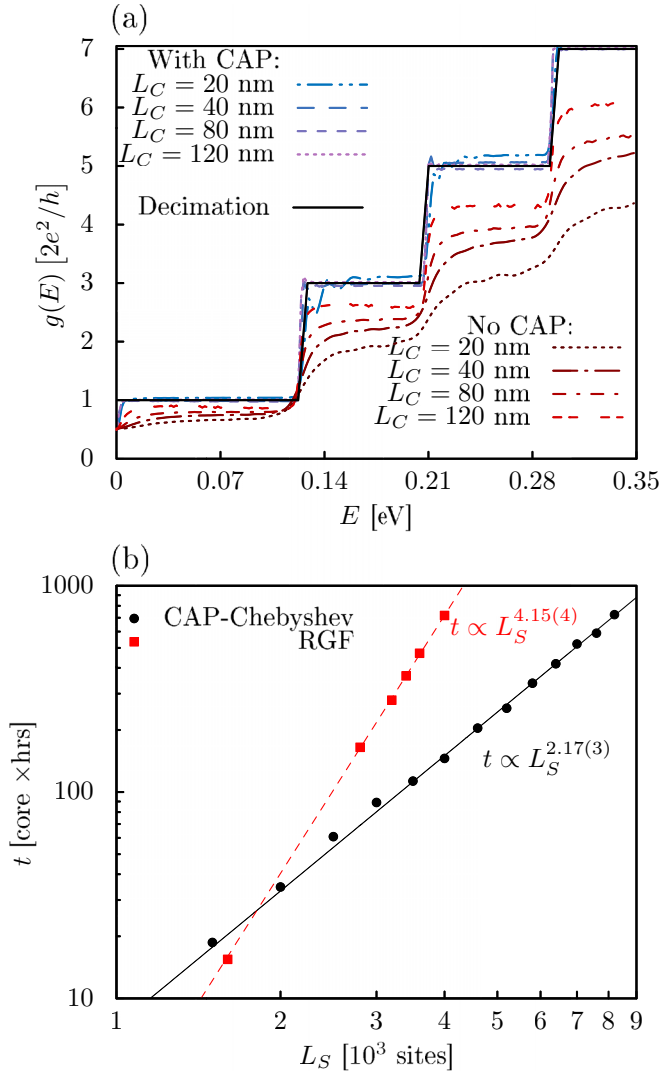 (a)
7
6
5
4
3
2
1
0
g(E) [2e²/h]
With CAP:
L_C = 20 nm
L_C = 40 nm
L_C = 80 nm
L_C = 120 nm
Decimation
No CAP:
L_C = 20 nm
L_C = 40 nm
L_C = 80 nm
L_C = 120 nm
0 0.07 0.14 0.21 0.28 0.35
E [eV]
(b)
1000
100
10
t [core ×hrs]
CAP-Chebyshev
RGF
t ∝ L_S^4.15(4)
t ∝ L_S^2.17(3)
1 2 3 4 5 6 7 8 9
L_S [10³ sites]